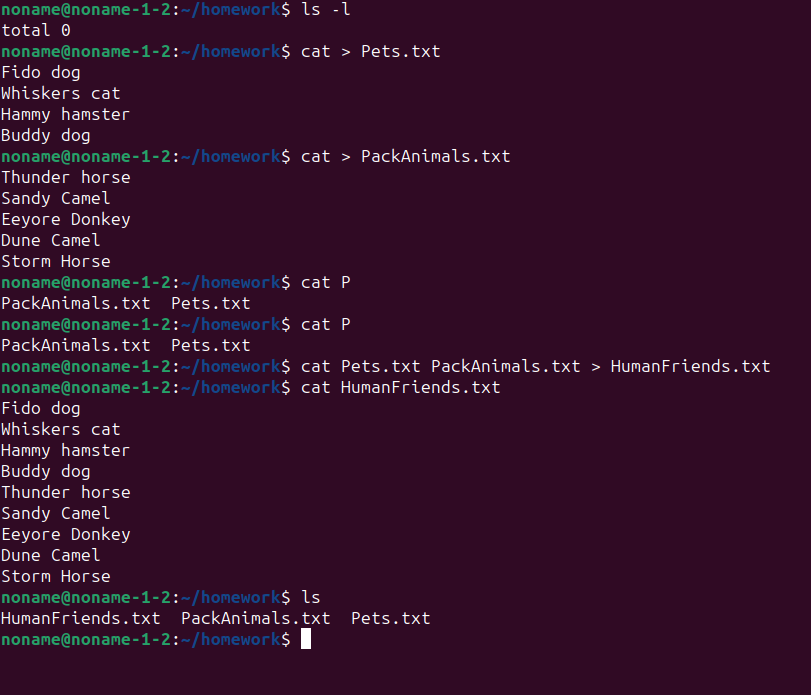 noname@noname-1-2:~/homework$ ls -l
total 0
noname@noname-1-2:~/homework$ cat > Pets.txt
Fido dog
Whiskers cat
Hammy hamster
Buddy dog
noname@noname-1-2:~/homework$ cat > PackAnimals.txt
Thunder horse
Sandy Camel
Eeyore Donkey
Dune Camel
Storm Horse
noname@noname-1-2:~/homework$ cat P
PackAnimals.txt  Pets.txt
noname@noname-1-2:~/homework$ cat P
PackAnimals.txt  Pets.txt
noname@noname-1-2:~/homework$ cat Pets.txt PackAnimals.txt > HumanFriends.txt
noname@noname-1-2:~/homework$ cat HumanFriends.txt
Fido dog
Whiskers cat
Hammy hamster
Buddy dog
Thunder horse
Sandy Camel
Eeyore Donkey
Dune Camel
Storm Horse
noname@noname-1-2:~/homework$ ls
HumanFriends.txt  PackAnimals.txt  Pets.txt
noname@noname-1-2:~/homework$